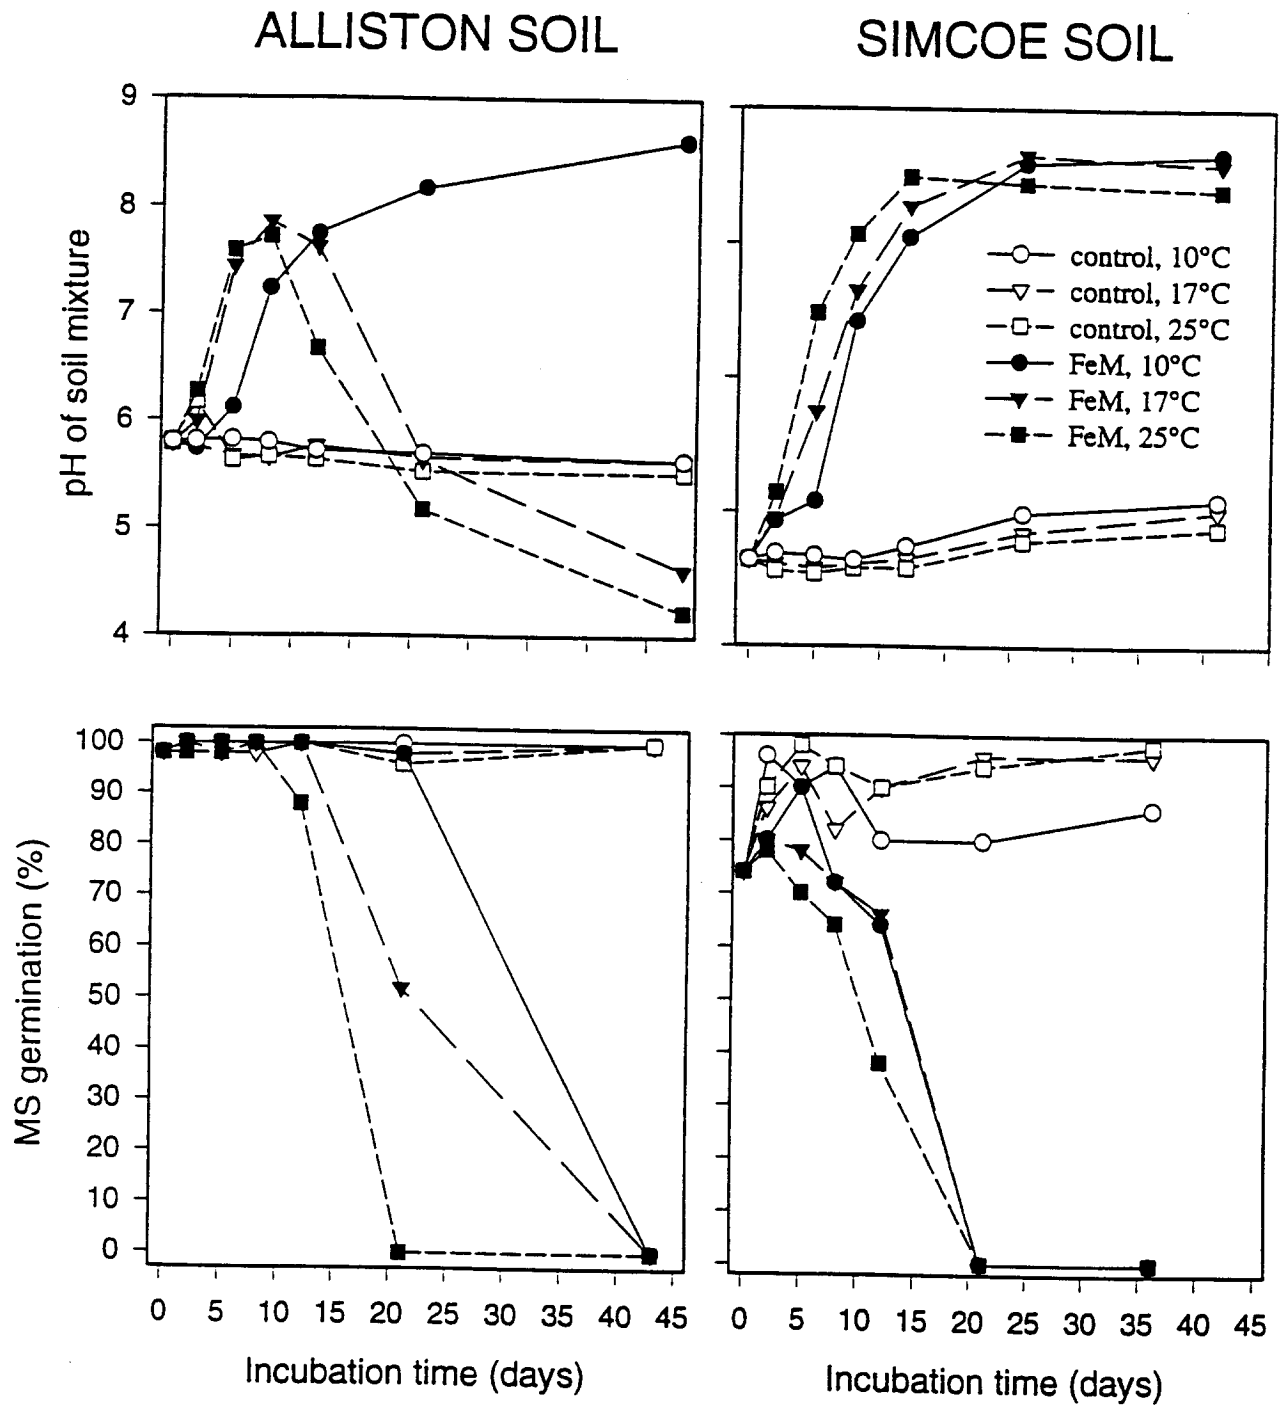 ALLISTON SOIL
SIMCOE SOIL
9
8
7
6
5
4
pH of soil mixture
control, 10°C
control, 17°C
control, 25°C
FeM, 10°C
FeM, 17°C
FeM, 25°C
100
90
80
70
60
50
40
30
20
10
0
MS germination (%)
0 5 10 15 20 25 30 35 40 45
0 5 10 15 20 25 30 35 40 45
Incubation time (days)
Incubation time (days)